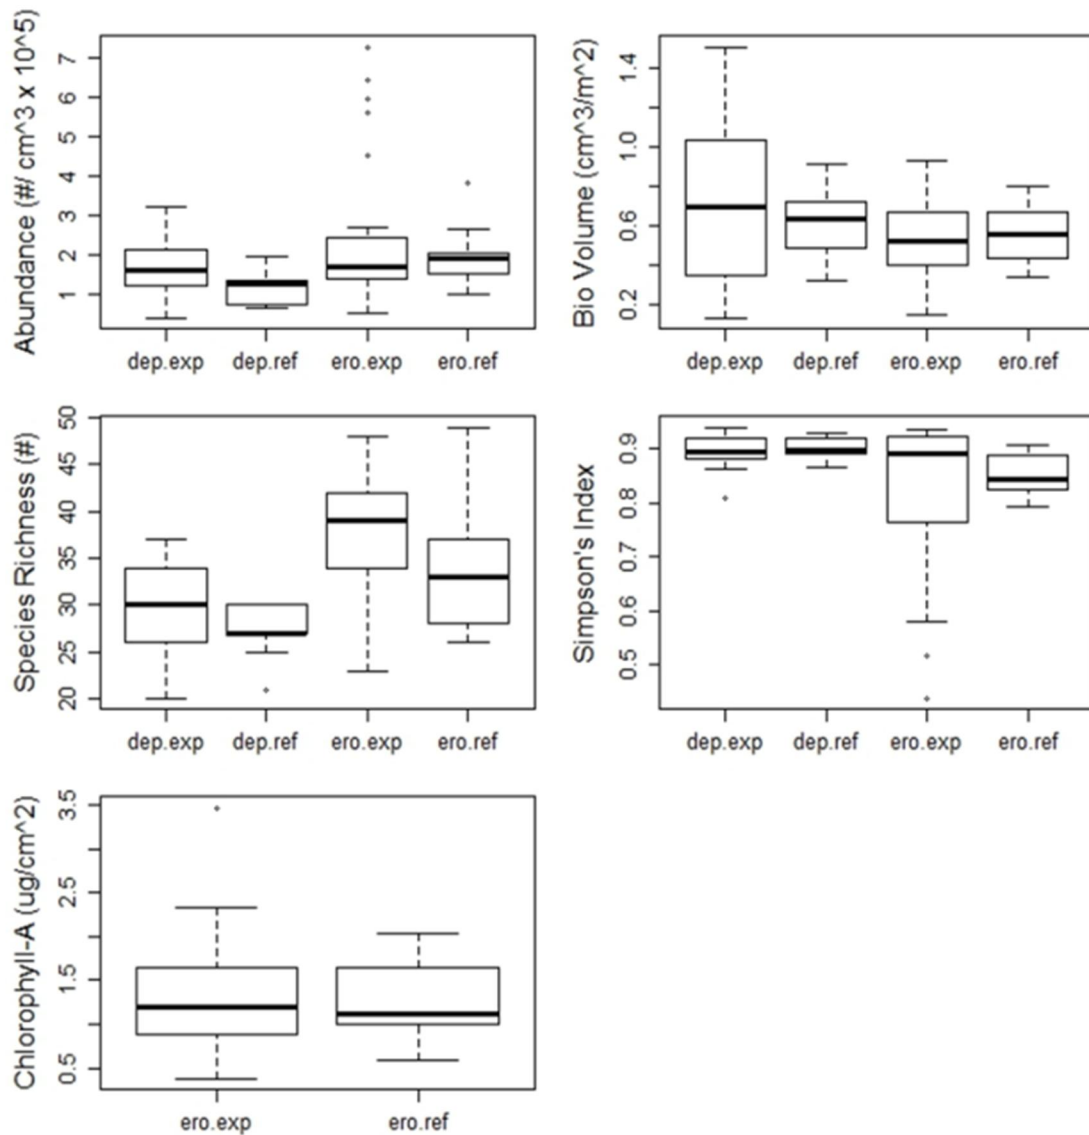 Abundance (#/ cm^3 x 10^5)
7
6
5
4
3
2
1
dep.exp dep.ref ero.exp ero.ref
Bio Volume (cm^3/m^2)
1.4
1.0
0.6
0.2
dep.exp dep.ref ero.exp ero.ref
Species Richness (#)
50
45
40
35
30
25
20
dep.exp dep.ref ero.exp ero.ref
Simpson's Index
0.9
0.8
0.7
0.6
0.5
dep.exp dep.ref ero.exp ero.ref
Chlorophyll-A (ug/cm^2)
3.5
2.5
1.5
0.5
ero.exp ero.ref